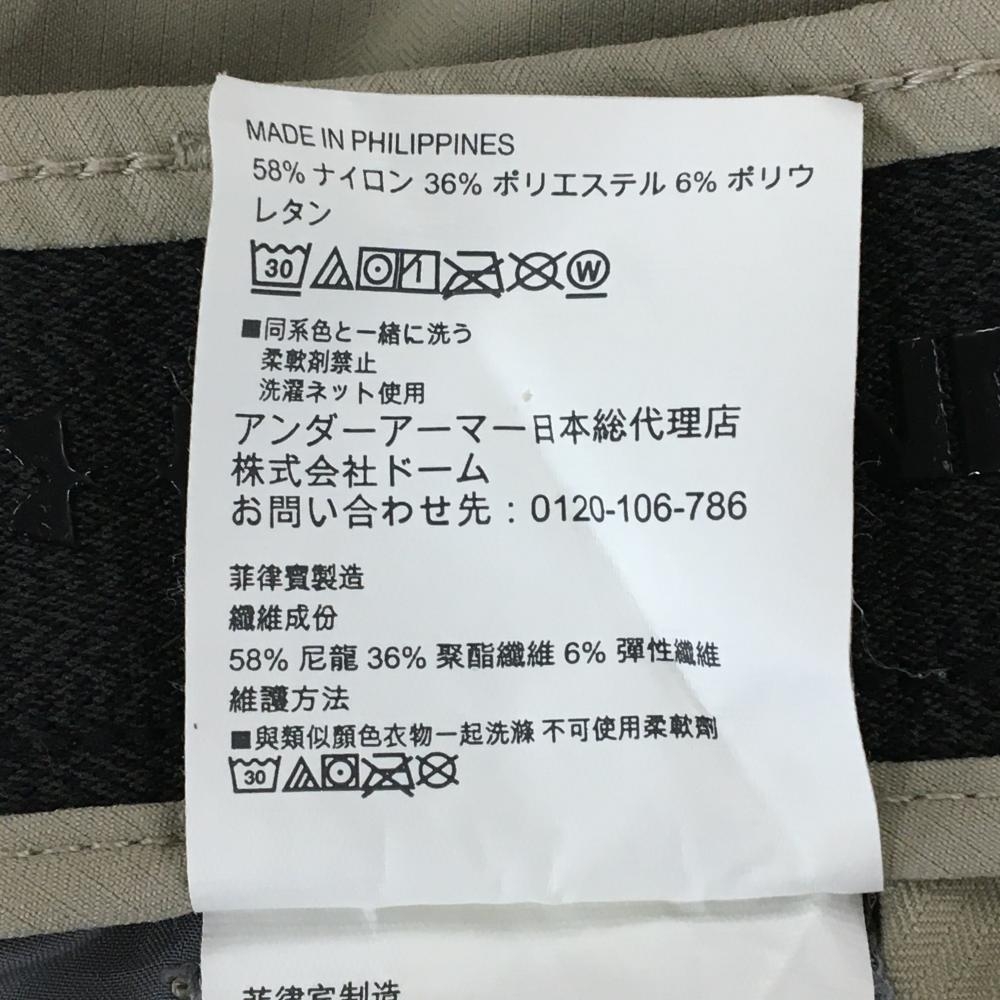 MADE IN PHILIPPINES
58% ナイロン 36% ポリエステル 6% ポリウ
レタン
30 W
■同系色と一緒に洗う
柔軟剤禁止
洗濯ネット使用
アンダーアーマー日本総代理店
株式会社ドーム
お問い合わせ先：0120-106-786
菲律賓製造
纖維成份
58% 尼龍 36% 聚酯纖維 6% 彈性纖維
維護方法
■與類似顏色衣物一起洗滌 不可使用柔軟劑
30
菲律宾制造